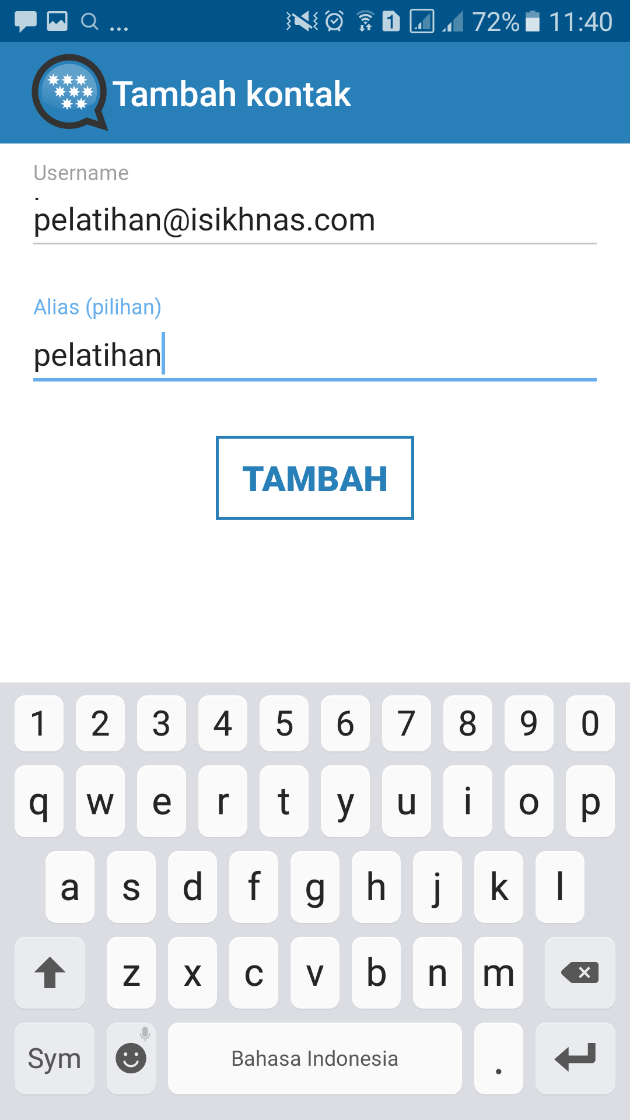 ... 1 72% 11:40
Tambah kontak
Username
pelatihan@isikhnas.com
Alias (pilihan)
pelatihan
TAMBAH
1 2 3 4 5 6 7 8 9 0
q w e r t y u i o p
a s d f g h j k l
z x c v b n m
Sym Bahasa Indonesia .